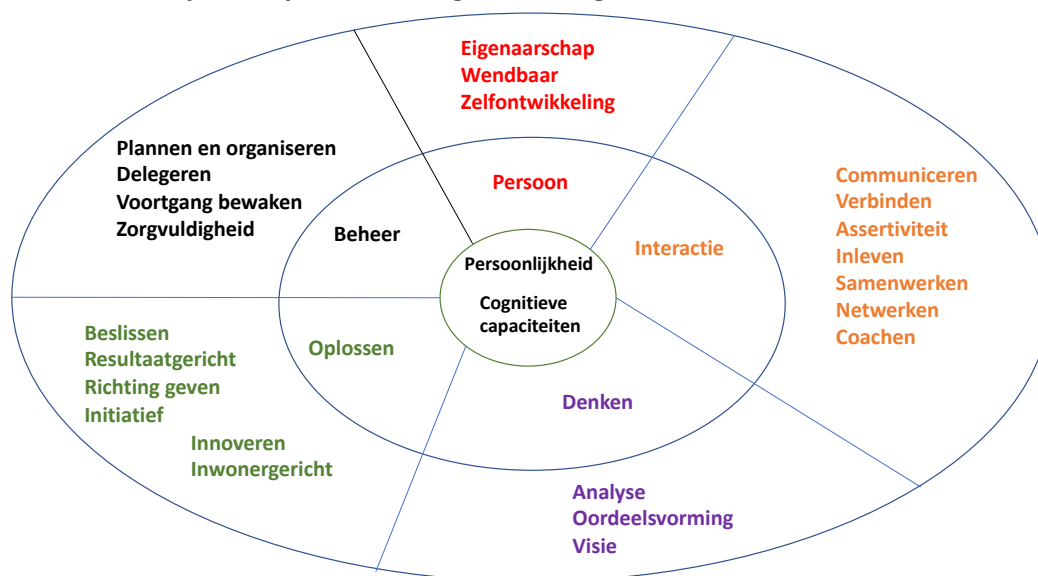 Eigenaarschap
Wendbaar
Zelfontwikkeling
Plannen en organiseren
Delegeren
Voortgang bewaken
Zorgvuldigheid
Persoon
Beheer
Interactie
Communiceren
Verbinden
Assertiviteit
Inleven
Samenwerken
Netwerken
Coachen
Persoonlijkheid
Cognitieve
capaciteiten
Beslissen
Resultaatgericht
Richting geven
Initiatief
Innoveren
Inwonergericht
Oplossen
Denken
Analyse
Oordeelsvorming
Visie